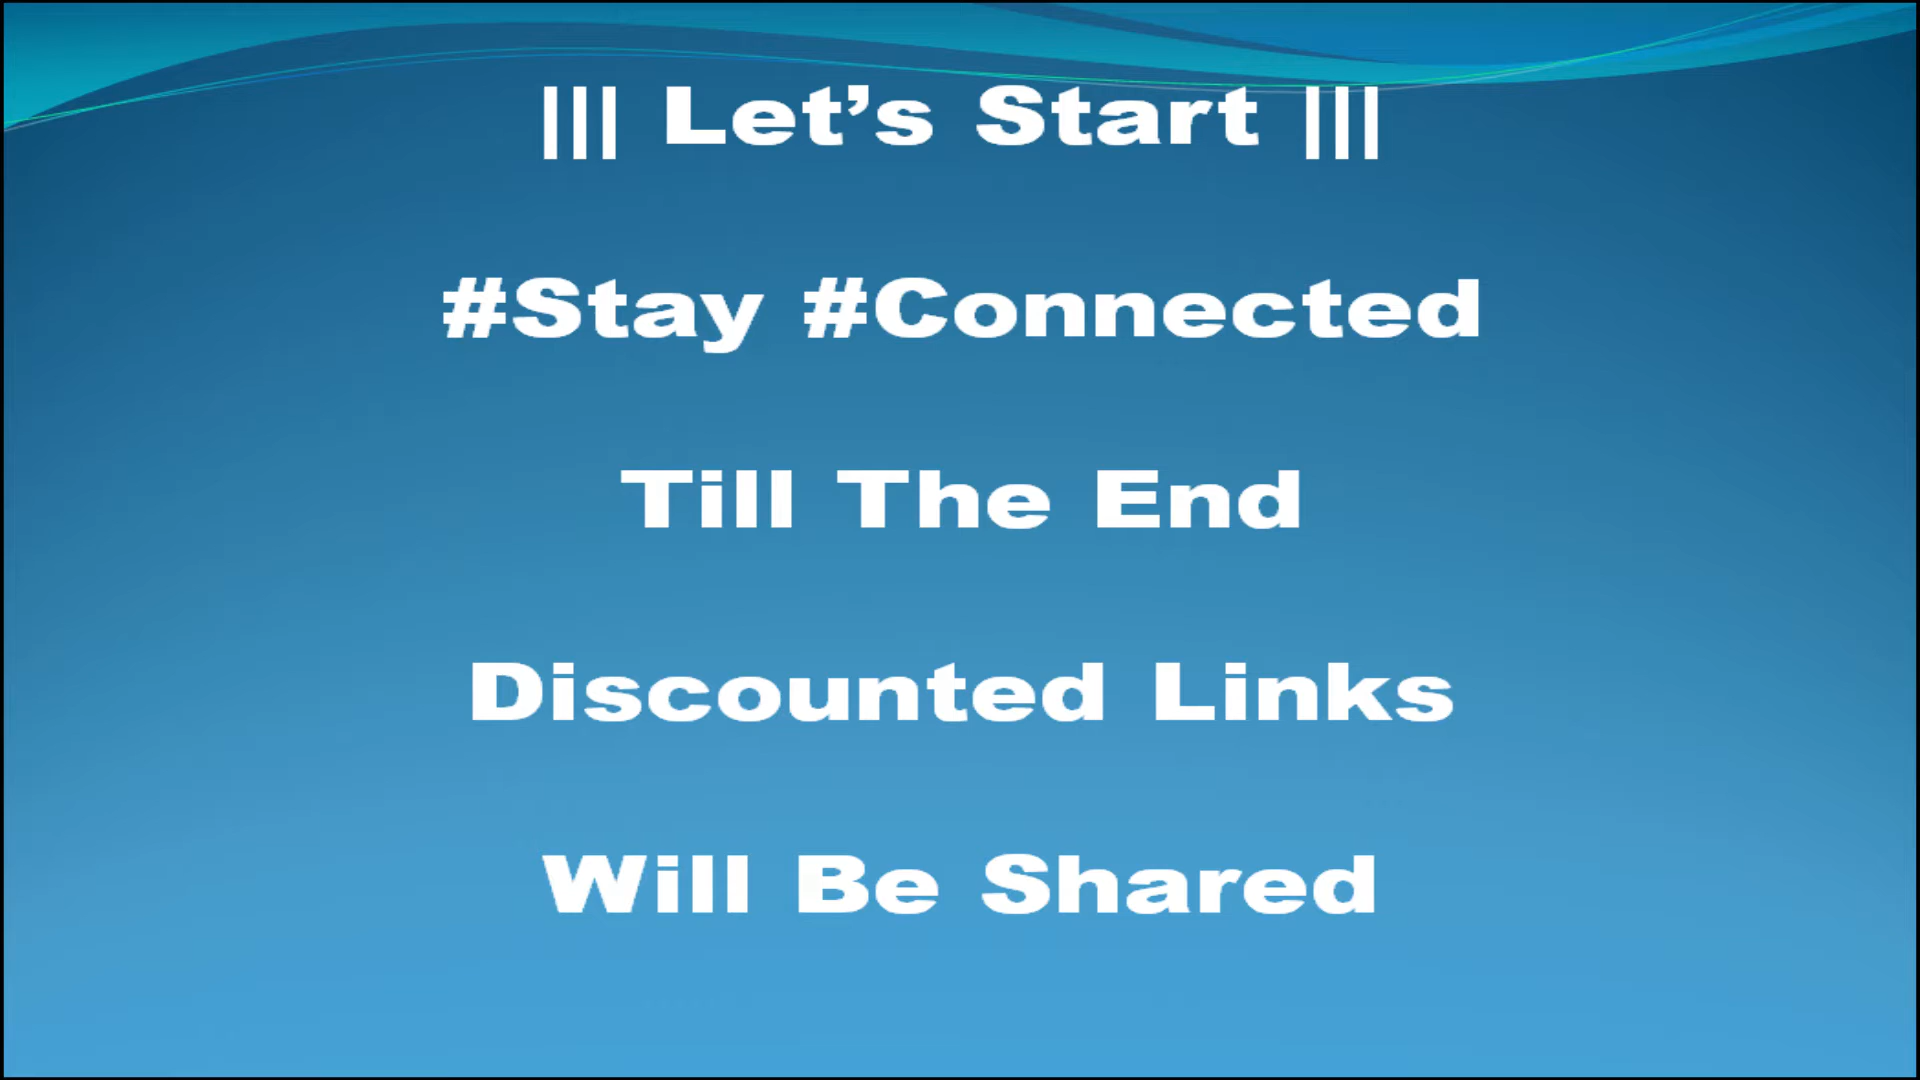 ||| Let’s Start |||
#Stay #Connected
Till The End
Discounted Links
Will Be Shared